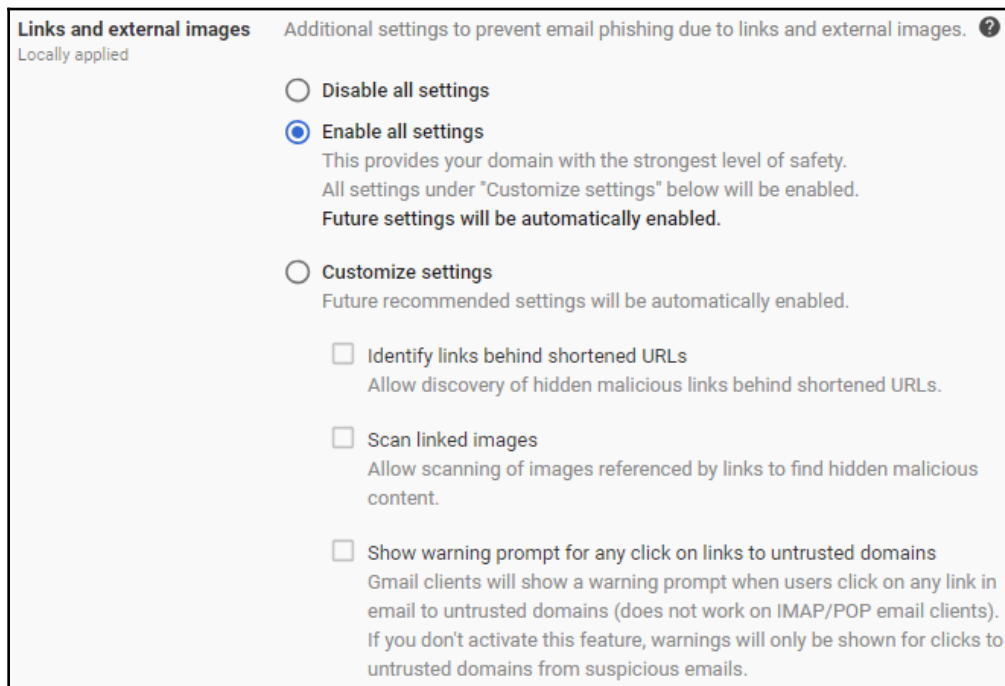 Links and external images
Additional settings to prevent email phishing due to links and external images. ?
Locally applied
Disable all settings
Enable all settings
This provides your domain with the strongest level of safety.
All settings under "Customize settings" below will be enabled.
Future settings will be automatically enabled.
Customize settings
Future recommended settings will be automatically enabled.
Identify links behind shortened URLs
Allow discovery of hidden malicious links behind shortened URLs.
Scan linked images
Allow scanning of images referenced by links to find hidden malicious
content.
Show warning prompt for any click on links to untrusted domains
Gmail clients will show a warning prompt when users click on any link in
email to untrusted domains (does not work on IMAP/POP email clients).
If you don't activate this feature, warnings will only be shown for clicks to
untrusted domains from suspicious emails.